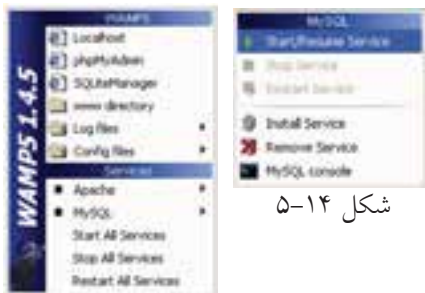 WAMP5
Localhost
phpMyAdmin
SQLiteManager
www directory
Log files
Config files
Services
Apache
MySQL
Start All Services
Stop All Services
Restart All Services
WAMP5 1.4.5
MySQL
Start/Resume Service
Stop Service
Restart Service
Install Service
Remove Service
MySQL console
شکل ۱۴-۵